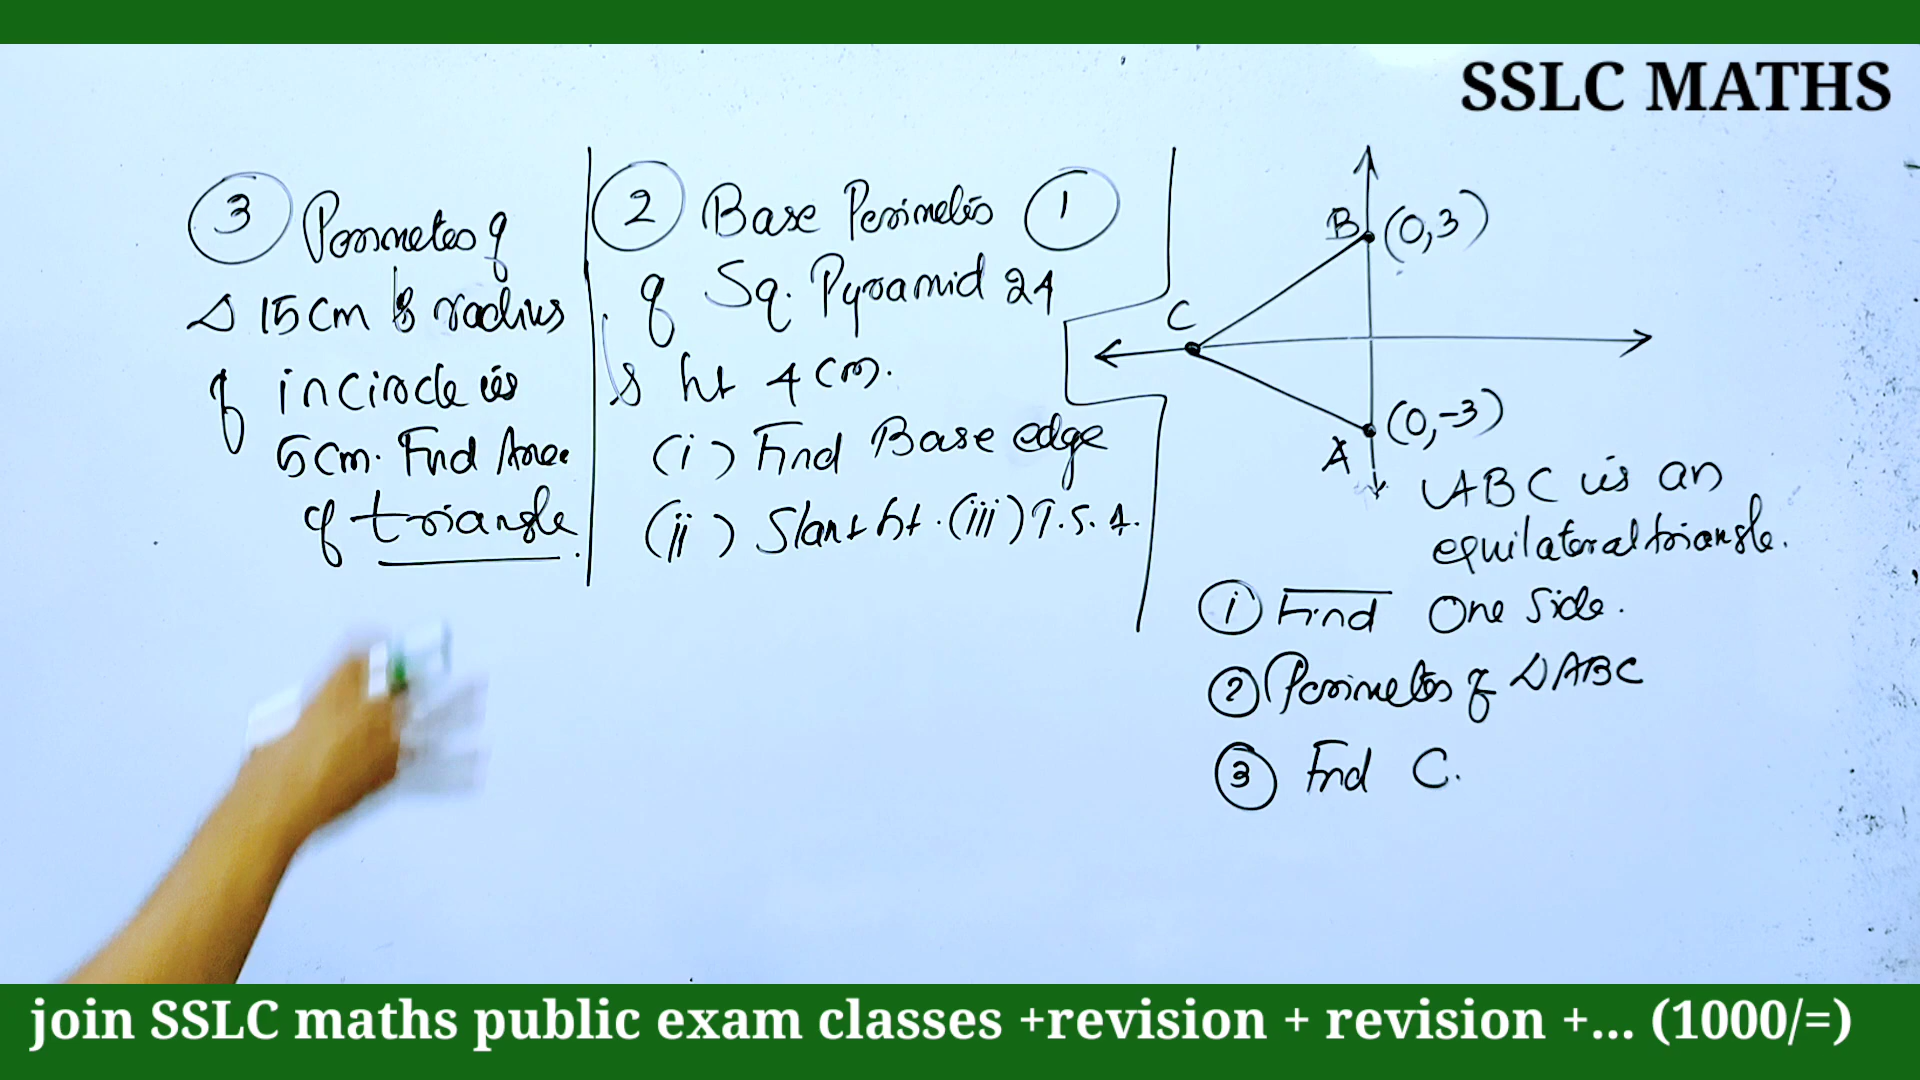 SSLC MATHS
3 Perimeter of
Δ 15cm & radius
of incircle is
5cm. Find Area
of triangle.
2 Base Perimeter
of Sq. Pyramid 24
& ht 4cm.
(i) Find Base edge
(ii) Slant ht. (iii) T.S.A.
1
B (0,3)
C
A (0,-3)
ABC is an
equilateral triangle.
1 Find One Side.
2 Perimeter of ΔABC
3 Find C.
join SSLC maths public exam classes +revision + revision +... (1000/=)